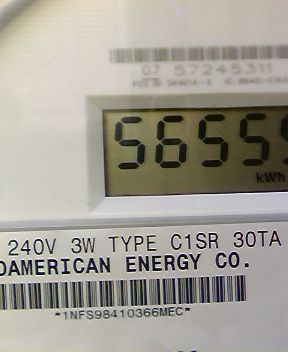 07 57245311
5655
kWh
240V 3W TYPE C1SR 30TA
AMERICAN ENERGY CO.
*1NFS98410366MEC*